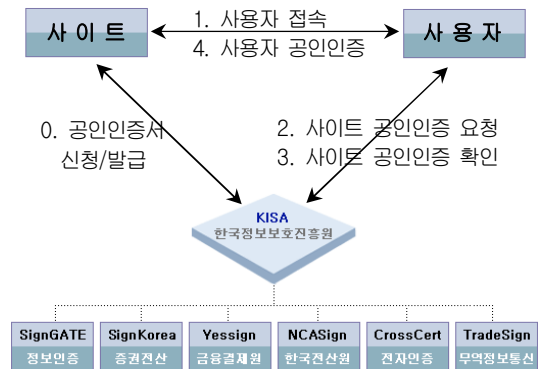 사 이 트
1. 사용자 접속
4. 사용자 공인인증
사 용 자
0. 공인인증서
신청/발급
2. 사이트 공인인증 요청
3. 사이트 공인인증 확인
KISA
한국정보보호진흥원
SignGATE
정보인증
SignKorea
증권전산
Yessign
금융결제원
NCASign
한국전산원
CrossCert
전자인증
TradeSign
무역정보통신